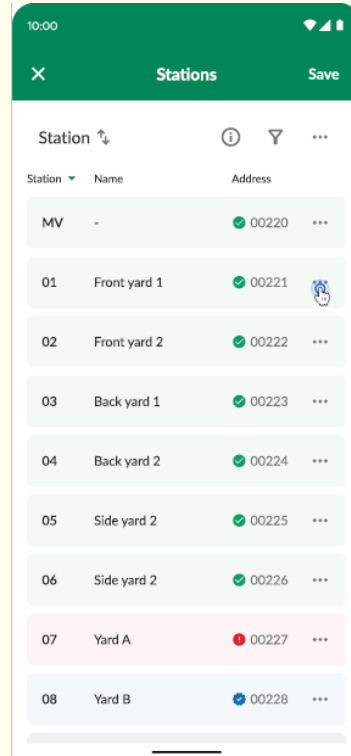 10:00
Stations Save
Station
Station Name Address
MV - 00220
01 Front yard 1 00221
02 Front yard 2 00222
03 Back yard 1 00223
04 Back yard 2 00224
05 Side yard 2 00225
06 Side yard 2 00226
07 Yard A 00227
08 Yard B 00228